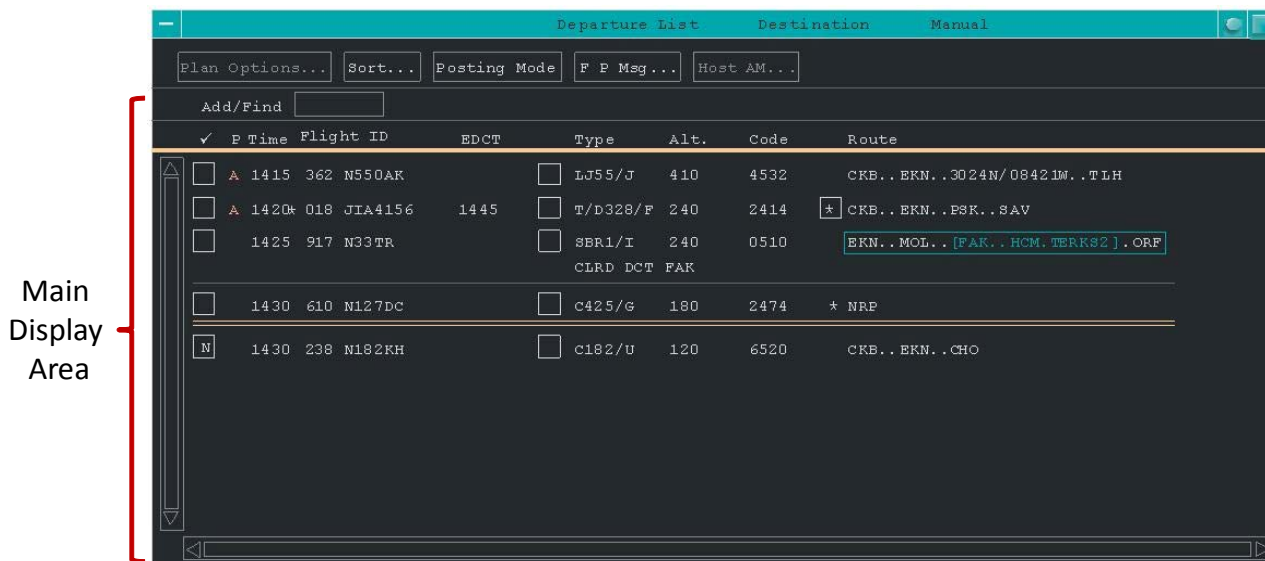 Departure List Destination Manual
Plan Options... Sort... Posting Mode F P Msg... Host AM...
Add/Find
✓ P Time Flight ID EDCT Type Alt. Code Route
A 1415 362 N550AK LJ55/J 410 4532 CKB..EKN..3024N/08421W..TLH
A 1420* 018 JIA4156 1445 T/D328/F 240 2414 * CKB..EKN..PSK..SAV
1425 917 N33TR SBR1/I 240 0510 EKN..MOL..[FAK..HCM.TERKS2].ORF
CLRD DCT FAK
1430 610 N127DC C425/G 180 2474 * NRP
N 1430 238 N182KH C182/U 120 6520 CKB..EKN..CHO
Main
Display
Area